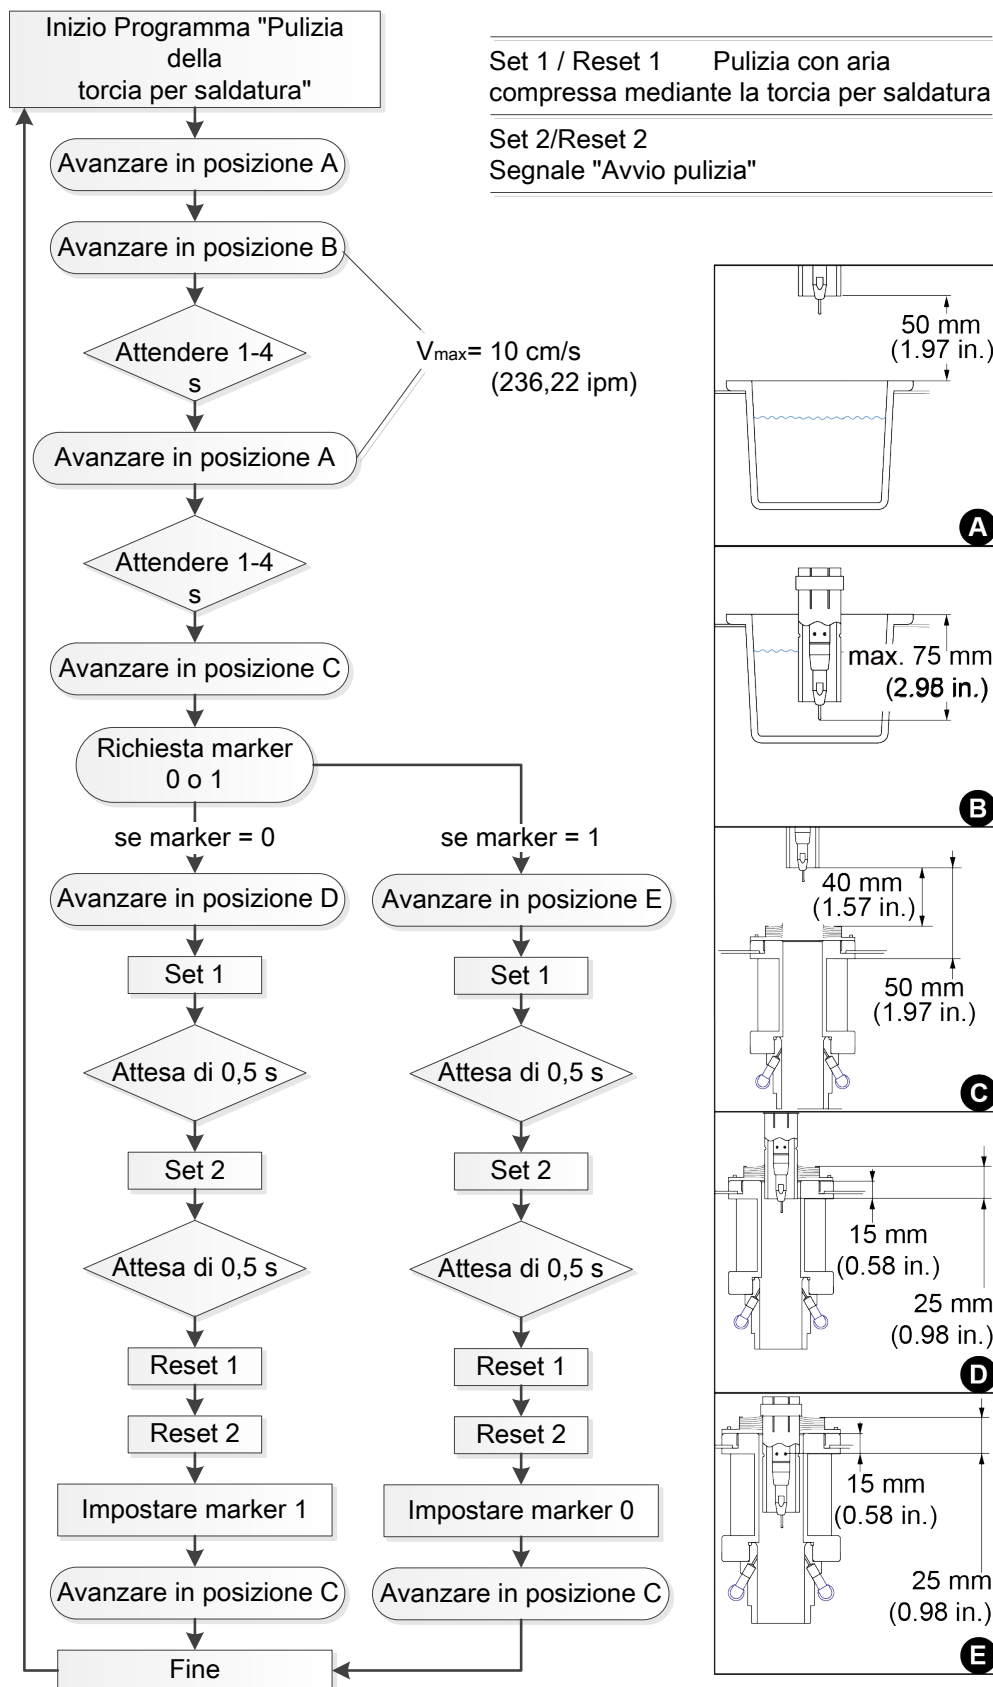 Inizio Programma "Pulizia
della
torcia per saldatura"
Avanzare in posizione A
Avanzare in posizione B
Attendere 1-4
s
Avanzare in posizione A
Attendere 1-4
s
Avanzare in posizione C
Richiesta marker
0 o 1
se marker = 0
se marker = 1
Avanzare in posizione D
Avanzare in posizione E
Set 1
Set 1
Attesa di 0,5 s
Attesa di 0,5 s
Set 2
Set 2
Attesa di 0,5 s
Attesa di 0,5 s
Reset 1
Reset 1
Reset 2
Reset 2
Impostare marker 1
Impostare marker 0
Avanzare in posizione C
Avanzare in posizione C
Fine
Vmax= 10 cm/s
(236,22 ipm)
Set 1 / Reset 1 Pulizia con aria
compressa mediante la torcia per saldatura
Set 2/Reset 2
Segnale "Avvio pulizia"
50 mm
(1.97 in.)
A
max. 75 mm
(2.98 in.)
B
40 mm
(1.57 in.)
50 mm
(1.97 in.)
C
15 mm
(0.58 in.)
25 mm
(0.98 in.)
D
15 mm
(0.58 in.)
25 mm
(0.98 in.)
E